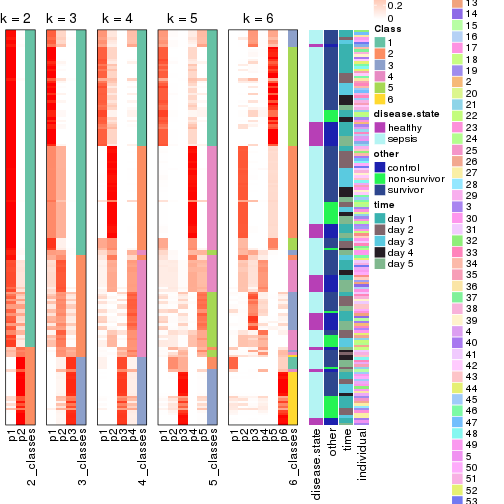 k = 2
k = 3
k = 4
k = 5
k = 6
p1
p2
2_classes
p1
p2
p3
3_classes
p1
p2
p3
p4
4_classes
p1
p2
p3
p4
p5
5_classes
p1
p2
p3
p4
p5
p6
6_classes
disease.state
other
time
individual
0.2
0
Class
1
2
3
4
5
6
disease.state
healthy
sepsis
other
control
non-survivor
survivor
time
day 1
day 2
day 3
day 4
day 5
13
14
15
16
17
18
19
2
20
21
22
23
24
25
26
27
28
29
3
30
31
32
33
34
35
36
37
38
39
4
40
41
42
43
44
45
46
47
48
49
5
50
51
52
53